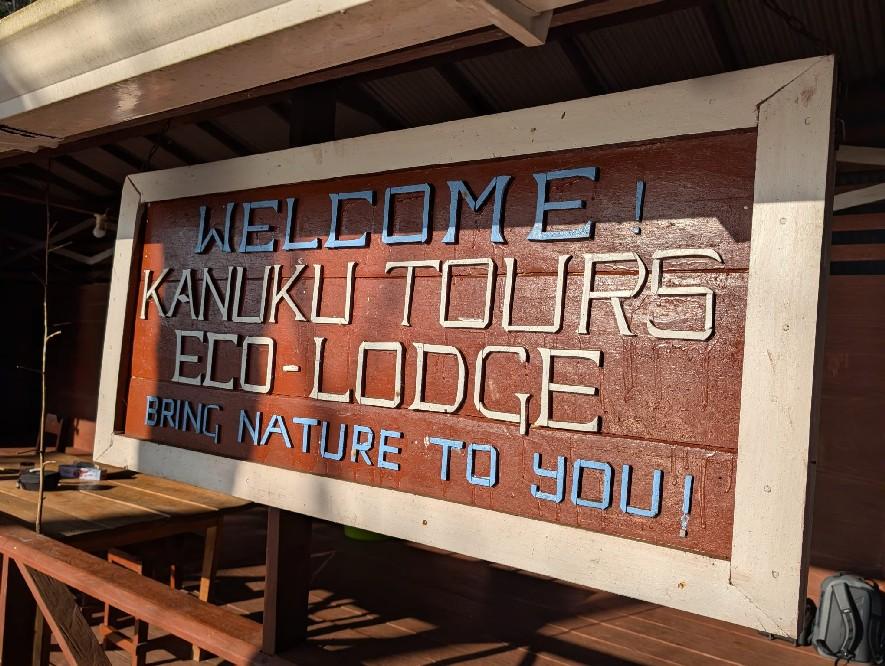 WELCOME!
KANUKU TOURS
ECO-LODGE
BRING NATURE TO YOU!